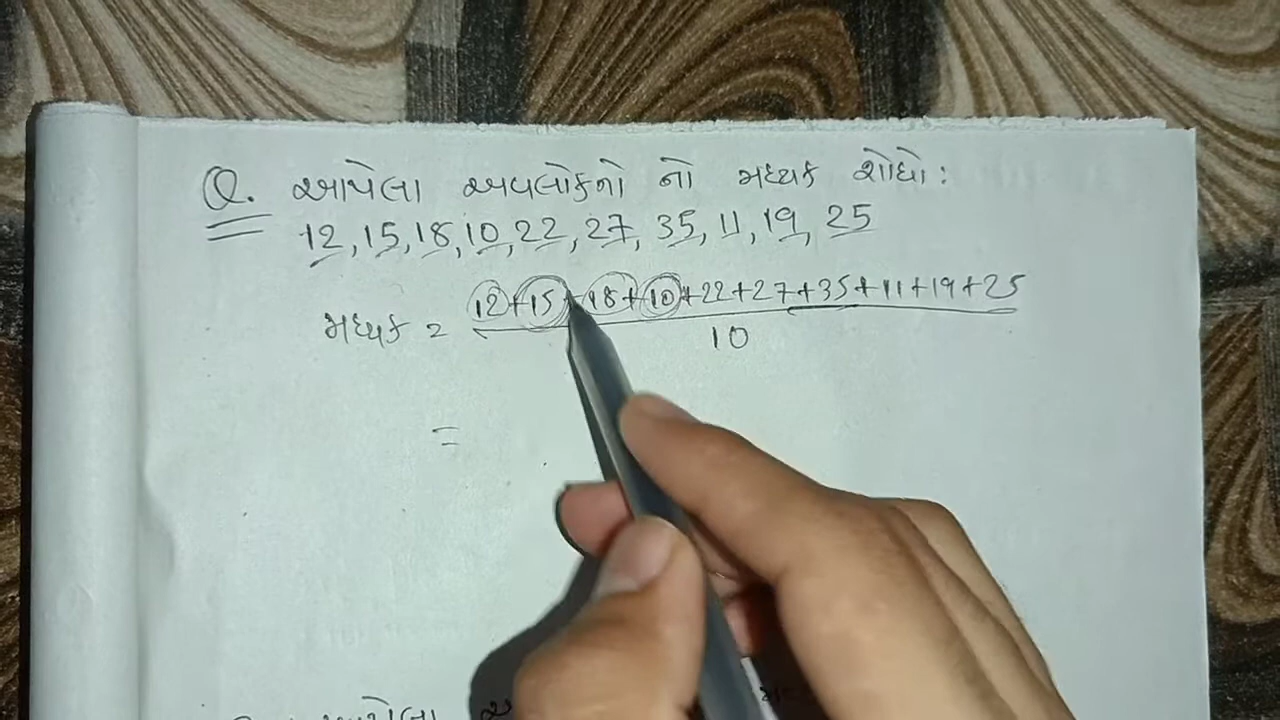 Q. આપેલા અવલોકનો નો મધ્યક શોધો:
12, 15, 18, 10, 22, 27, 35, 11, 19, 25
મધ્યક = 12+15+18+10+22+27+35+11+19+25
10
=
આપેલા